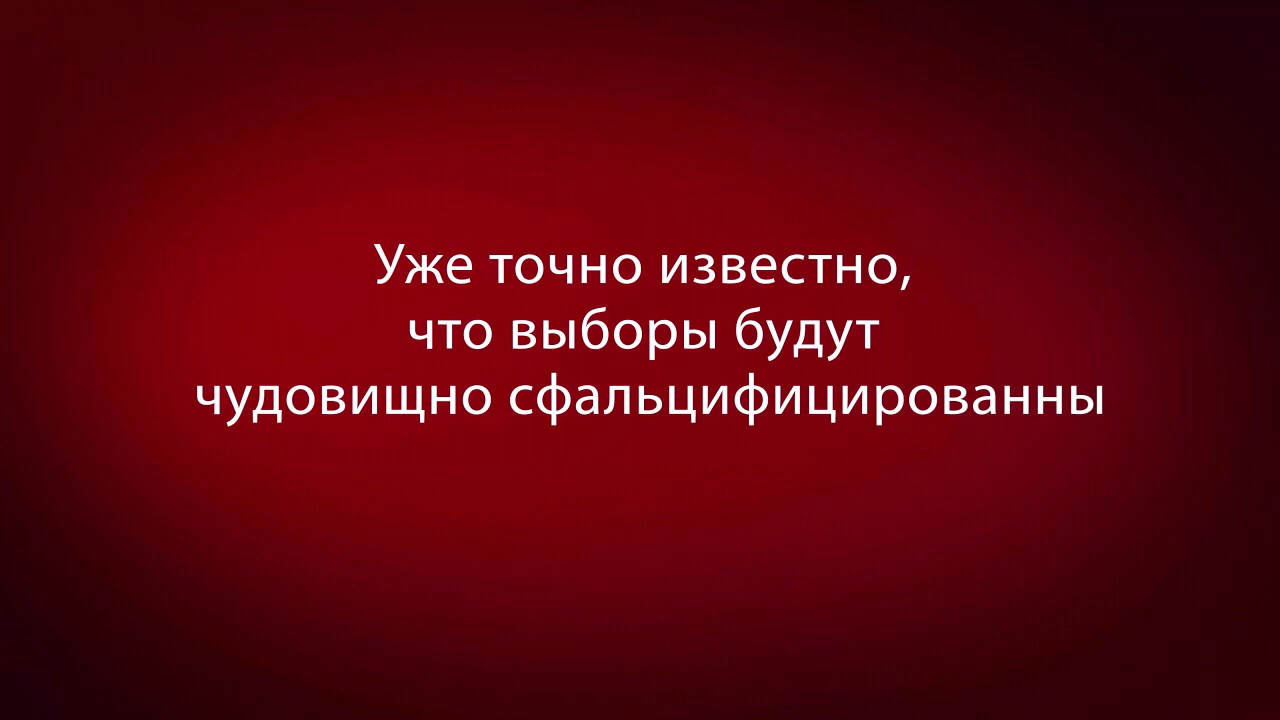 Уже точно известно,
что выборы будут
чудовищно сфальцифицированны